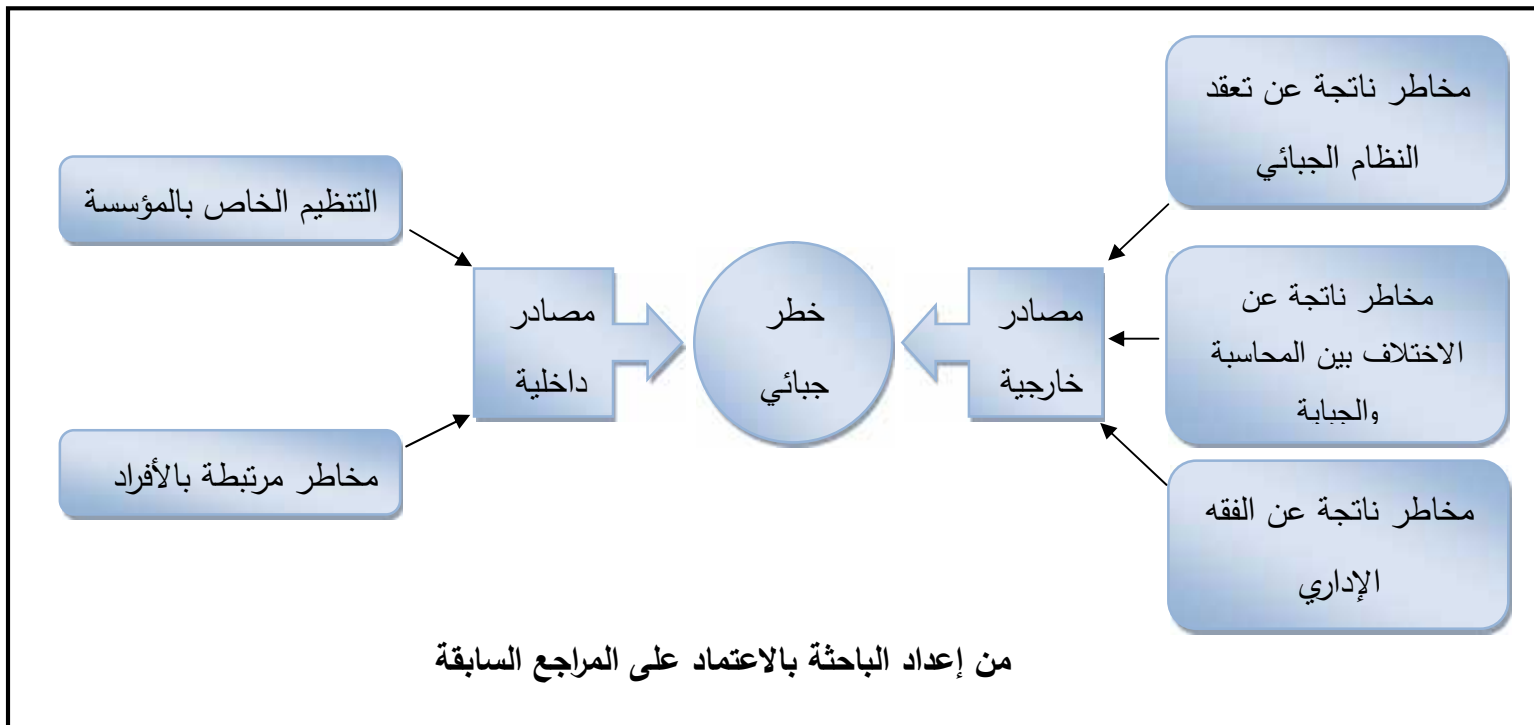 مخاطر ناتجة عن تعقد
النظام الجبائي
مخاطر ناتجة عن
الاختلاف بين المحاسبة
والجباية
مخاطر ناتجة عن الفقه
الإداري
مصادر
خارجية
خطر
جبائي
مصادر
داخلية
التنظيم الخاص بالمؤسسة
مخاطر مرتبطة بالأفراد
من إعداد الباحثة بالاعتماد على المراجع السابقة